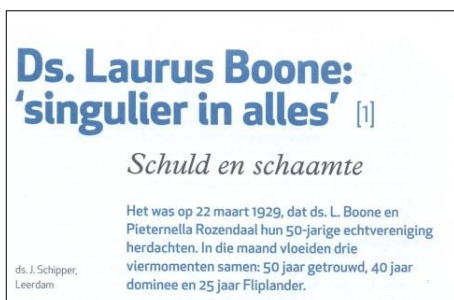 Ds. Laurus Boone:
‘singulier in alles’ [1]
Schuld en schaamte
Het was op 22 maart 1929, dat ds. L. Boone en
Pieternella Rozendaal hun 50-jarige echtvereniging
herdachten. In die maand vloeiden drie
viermomenten samen: 50 jaar getrouwd, 40 jaar
dominee en 25 jaar Fliplander.
ds. J. Schipper,
Leerdam